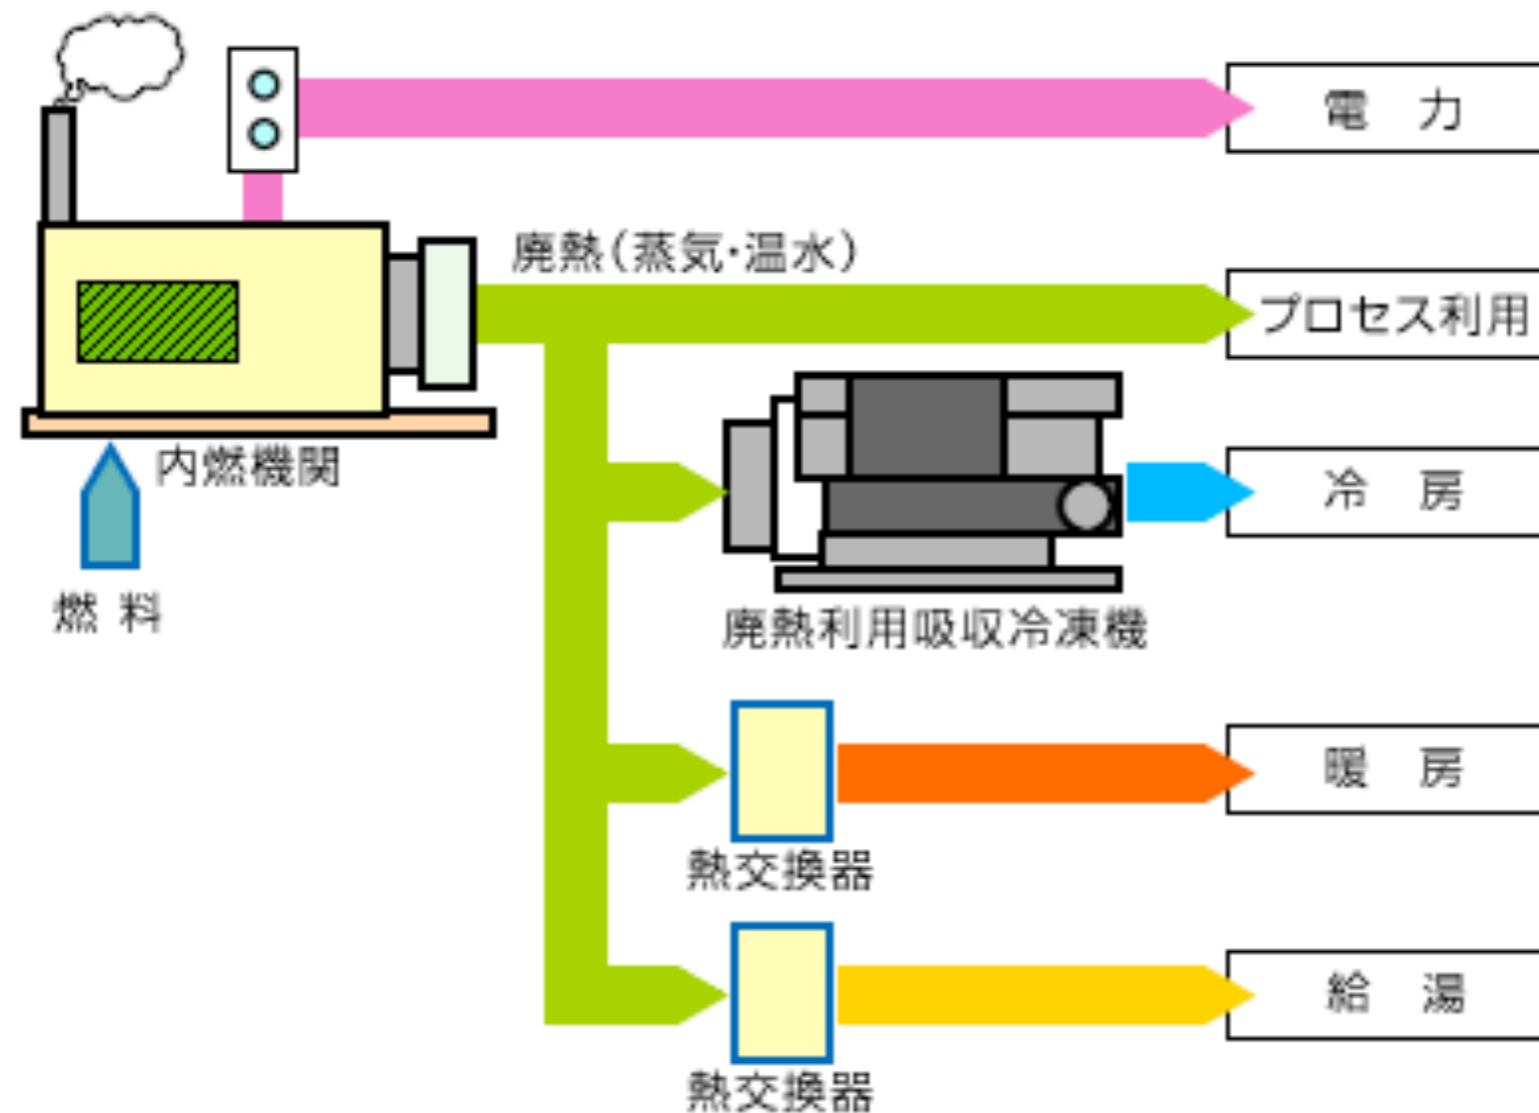 電 力
廃熱(蒸気・温水)
プロセス利用
内燃機関
冷 房
燃 料
廃熱利用吸収冷凍機
暖 房
熱交換器
給 湯
熱交換器